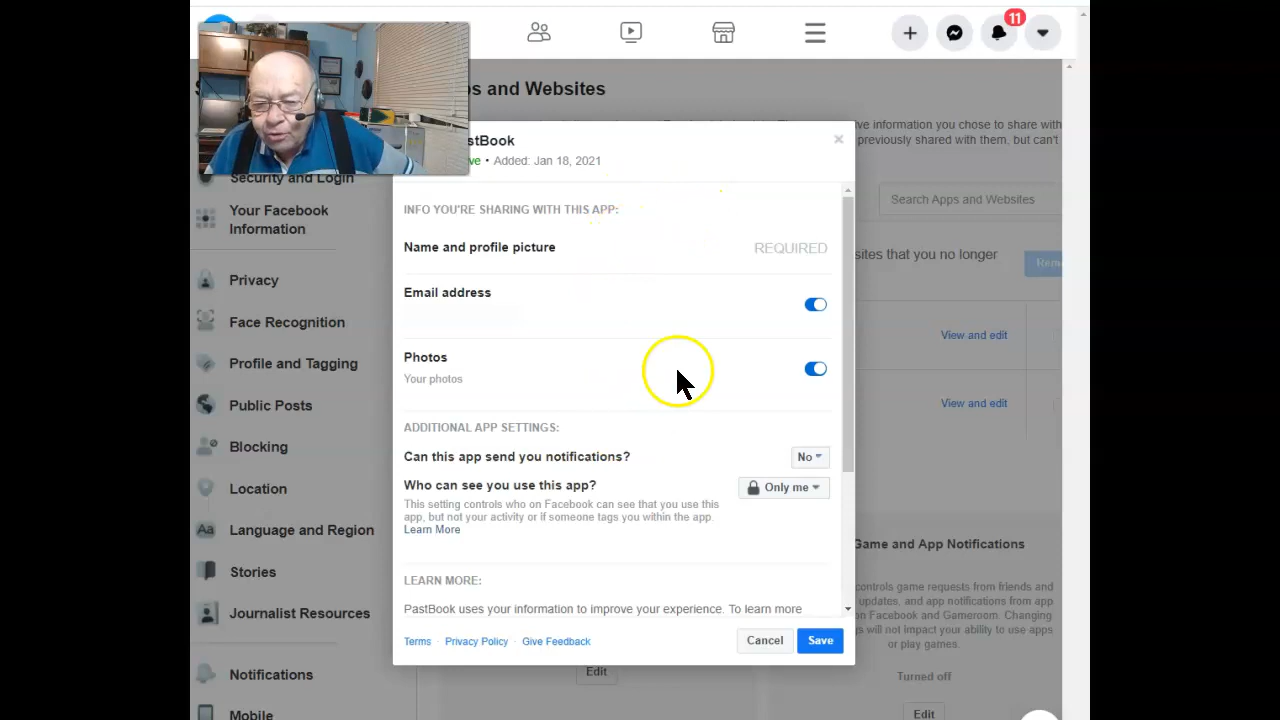 11
ps and Websites
ive information you chose to share with
previously shared with them, but can't
stBook
ve • Added: Jan 18, 2021
Security and Login
Search Apps and Websites
INFO YOU'RE SHARING WITH THIS APP:
Your Facebook
Information
Name and profile picture
REQUIRED
sites that you no longer
Remo
Privacy
Email address
Face Recognition
View and edit
Profile and Tagging
Photos
Your photos
Public Posts
View and edit
ADDITIONAL APP SETTINGS:
Blocking
Can this app send you notifications?
No
Location
Who can see you use this app?
Only me
This setting controls who on Facebook can see that you use this
app, but not your activity or if someone tags you within the app.
Learn More
Aa
Language and Region
Game and App Notifications
Stories
LEARN MORE:
controls game requests from friends and
updates, and app notifications from app
on Facebook and Gameroom. Changing
gs will not impact your ability to use apps
or play games.
Journalist Resources
PastBook uses your information to improve your experience. To learn more
Terms · Privacy Policy · Give Feedback
Cancel
Save
Notifications
Edit
Turned off
Mobile
Edit